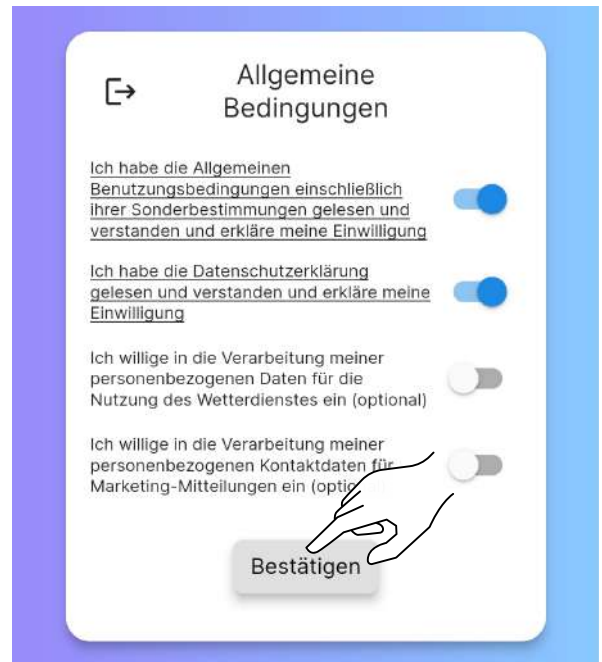 Allgemeine
Bedingungen
Ich habe die Allgemeinen
Benutzungsbedingungen einschließlich
ihrer Sonderbestimmungen gelesen und
verstanden und erkläre meine Einwilligung
Ich habe die Datenschutzerklärung
gelesen und verstanden und erkläre meine
Einwilligung
Ich willige in die Verarbeitung meiner
personenbezogenen Daten für die
Nutzung des Wetterdienstes ein (optional)
Ich willige in die Verarbeitung meiner
personenbezogenen Kontaktdaten für
Marketing-Mitteilungen ein
Bestätigen